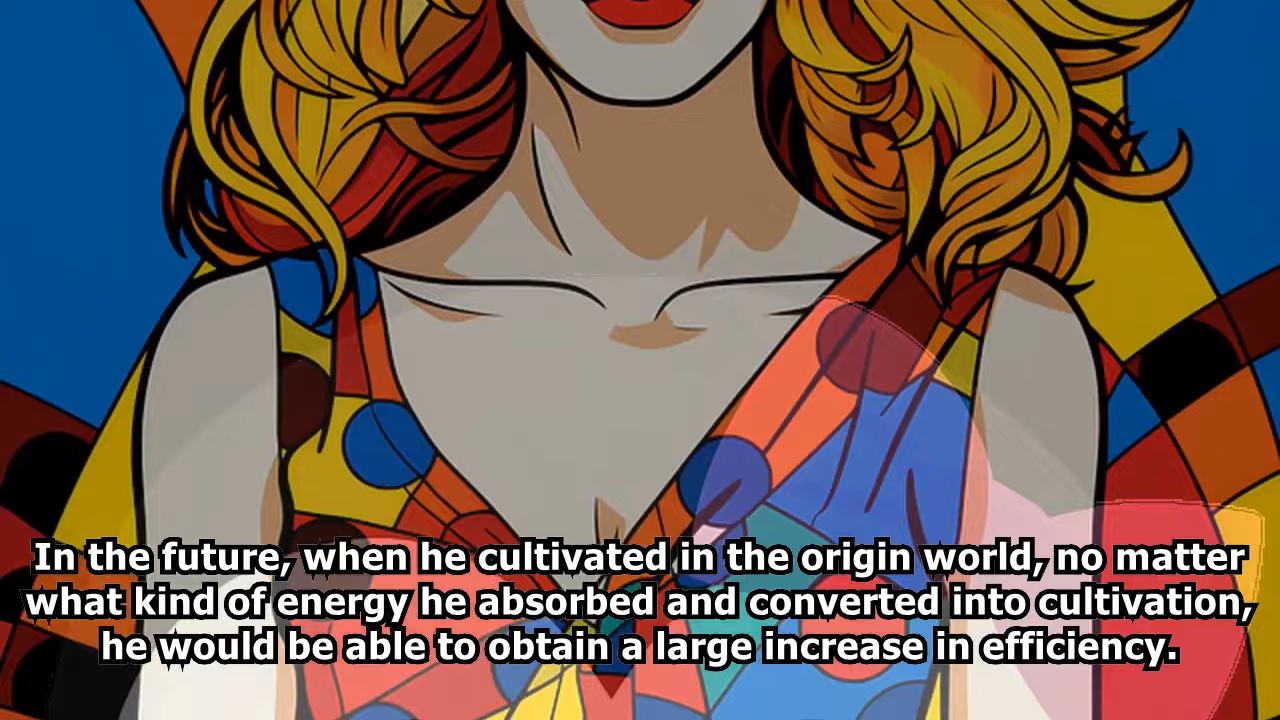 In the future, when he cultivated in the origin world, no matter
what kind of energy he absorbed and converted into cultivation,
he would be able to obtain a large increase in efficiency.